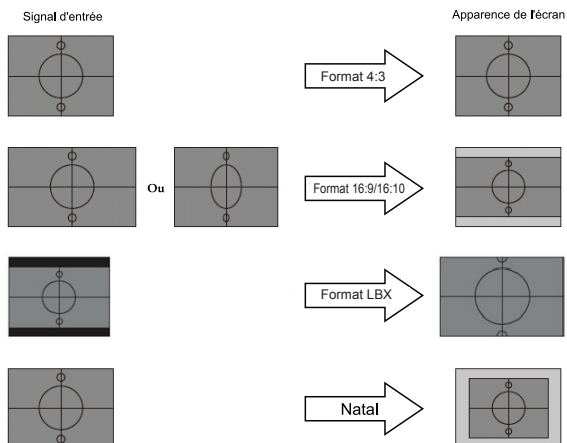 Signal d'entrée
Apparence de l'écran
Format 4:3
Ou
Format 16:9/16:10
Format LBX
Natal